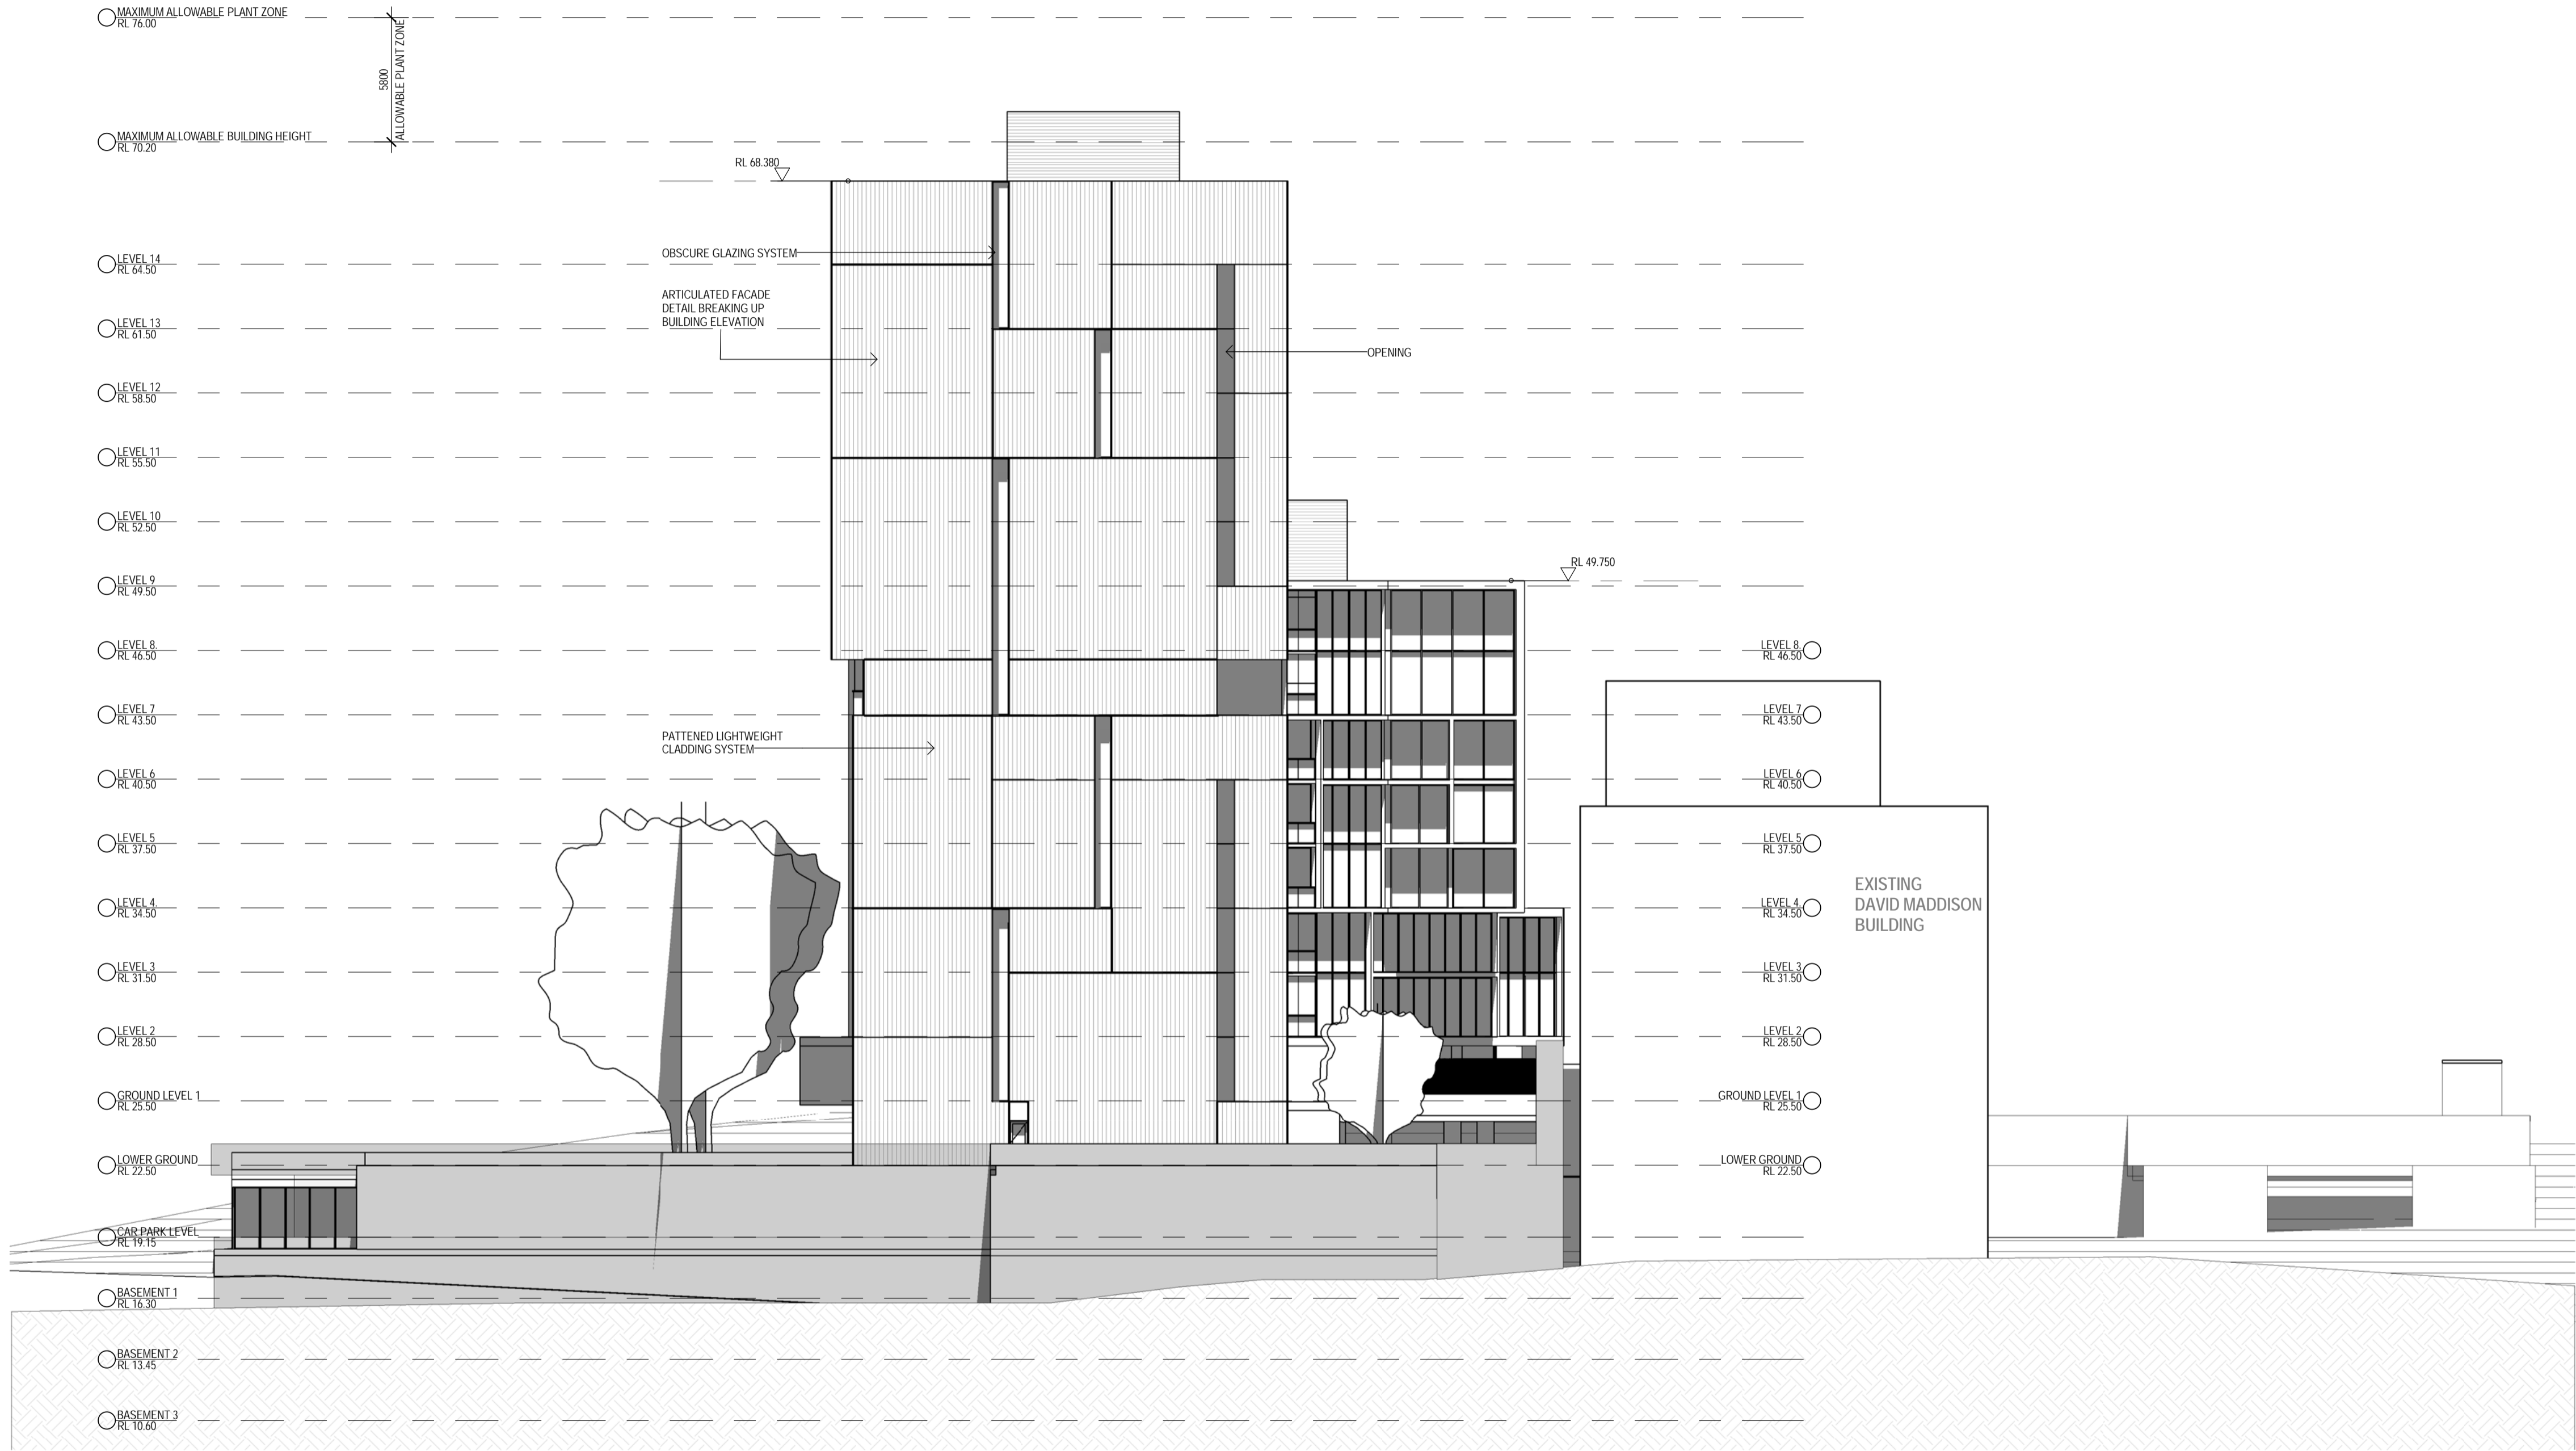 MAXIMUM ALLOWABLE PLANT ZONE
RL 76.00
5800
ALLOWABLE PLANT ZONE
MAXIMUM ALLOWABLE BUILDING HEIGHT
RL 70.20
RL 68.380
OBSCURE GLAZING SYSTEM
LEVEL 14
RL 64.50
ARTICULATED FACADE
DETAIL BREAKING UP
BUILDING ELEVATION
LEVEL 13
RL 61.50
OPENING
LEVEL 12
RL 58.50
LEVEL 11
RL 55.50
LEVEL 10
RL 52.50
RL 49.750
LEVEL 9
RL 49.50
LEVEL 8.
RL 46.50
LEVEL 8.
RL 46.50
LEVEL 7
RL 43.50
LEVEL 7
RL 43.50
PATTENED LIGHTWEIGHT
CLADDING SYSTEM
LEVEL 6
RL 40.50
LEVEL 6
RL 40.50
LEVEL 5
RL 37.50
LEVEL 5
RL 37.50
EXISTING
DAVID MADDISON
BUILDING
LEVEL 4.
RL 34.50
LEVEL 4.
RL 34.50
LEVEL 3
RL 31.50
LEVEL 3
RL 31.50
LEVEL 2
RL 28.50
LEVEL 2
RL 28.50
GROUND LEVEL 1
RL 25.50
GROUND LEVEL 1
RL 25.50
LOWER GROUND
RL 22.50
LOWER GROUND
RL 22.50
CAR PARK LEVEL
RL 19.15
BASEMENT 1
RL 16.30
BASEMENT 2
RL 13.45
BASEMENT 3
RL 10.60